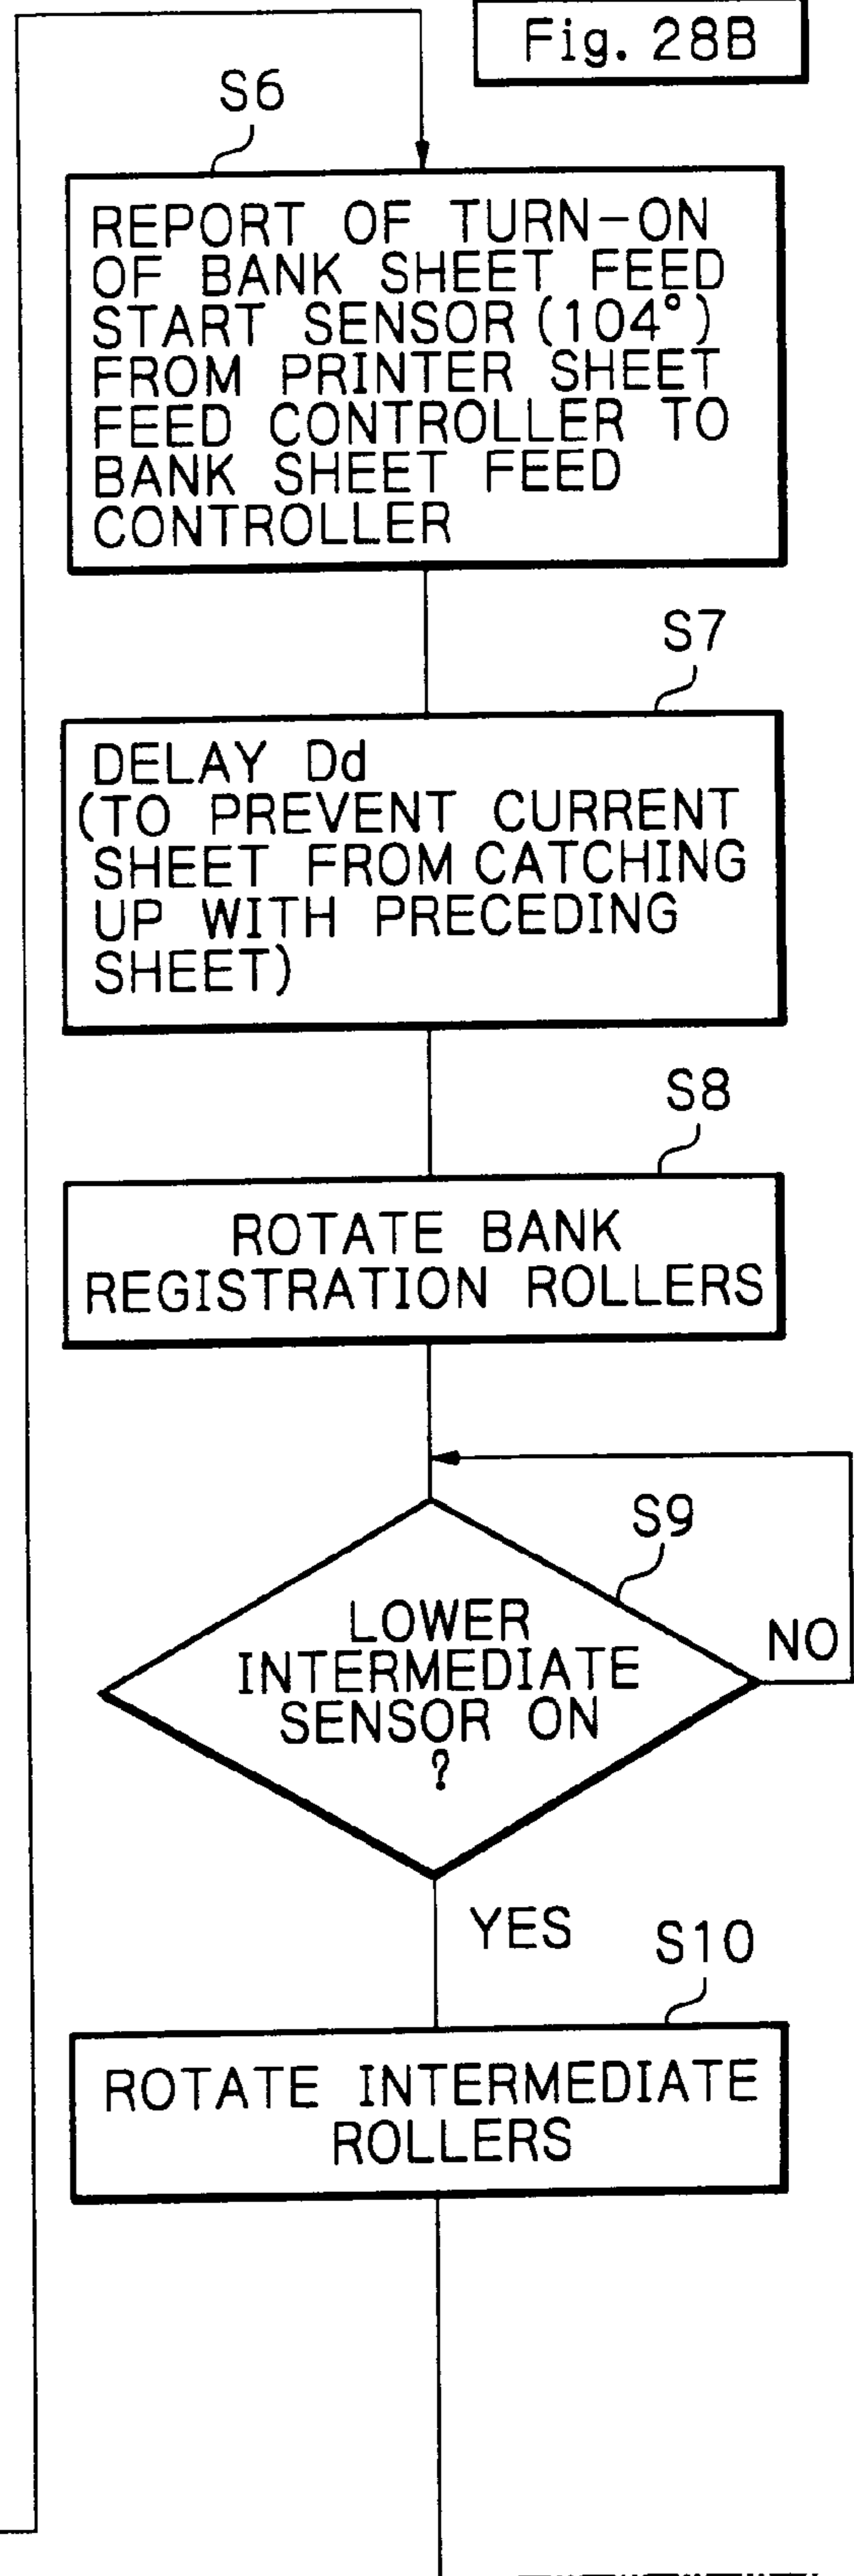 Fig. 28B
S6
REPORT OF TURN-ON
OF BANK SHEET FEED
START SENSOR (104°)
FROM PRINTER SHEET
FEED CONTROLLER TO
BANK SHEET FEED
CONTROLLER
S7
DELAY Dd
(TO PREVENT CURRENT
SHEET FROM CATCHING
UP WITH PRECEDING
SHEET)
S8
ROTATE BANK
REGISTRATION ROLLERS
S9
LOWER
INTERMEDIATE
SENSOR ON
?
NO
YES
S10
ROTATE INTERMEDIATE
ROLLERS